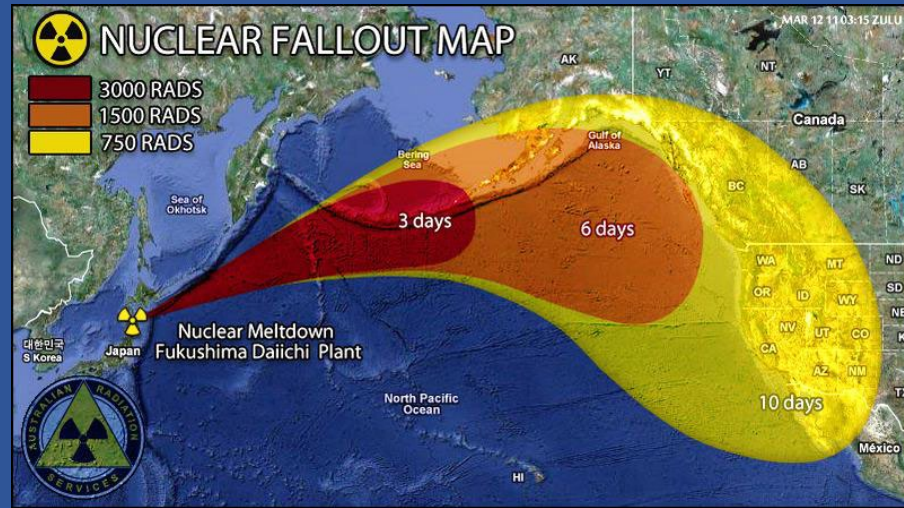 MAR 12 11 03:15 ZULU
NUCLEAR FALLOUT MAP
3000 RADS
1500 RADS
750 RADS
AK
YT
NT
Canada
Bering
Sea
Gulf of
Alaska
Sea of
Okhotsk
BC
AB
SK
3 days
6 days
WA
MT
ND
OR
ID
WY
SD
NE
NV
UT
CO
K
CA
AZ
NM
TX
10 days
México
대한민국
S Korea
Japan
Nuclear Meltdown
Fukushima Daiichi Plant
North Pacific
Ocean
HI
AUSTRALIAN RADIATION
SERVICES